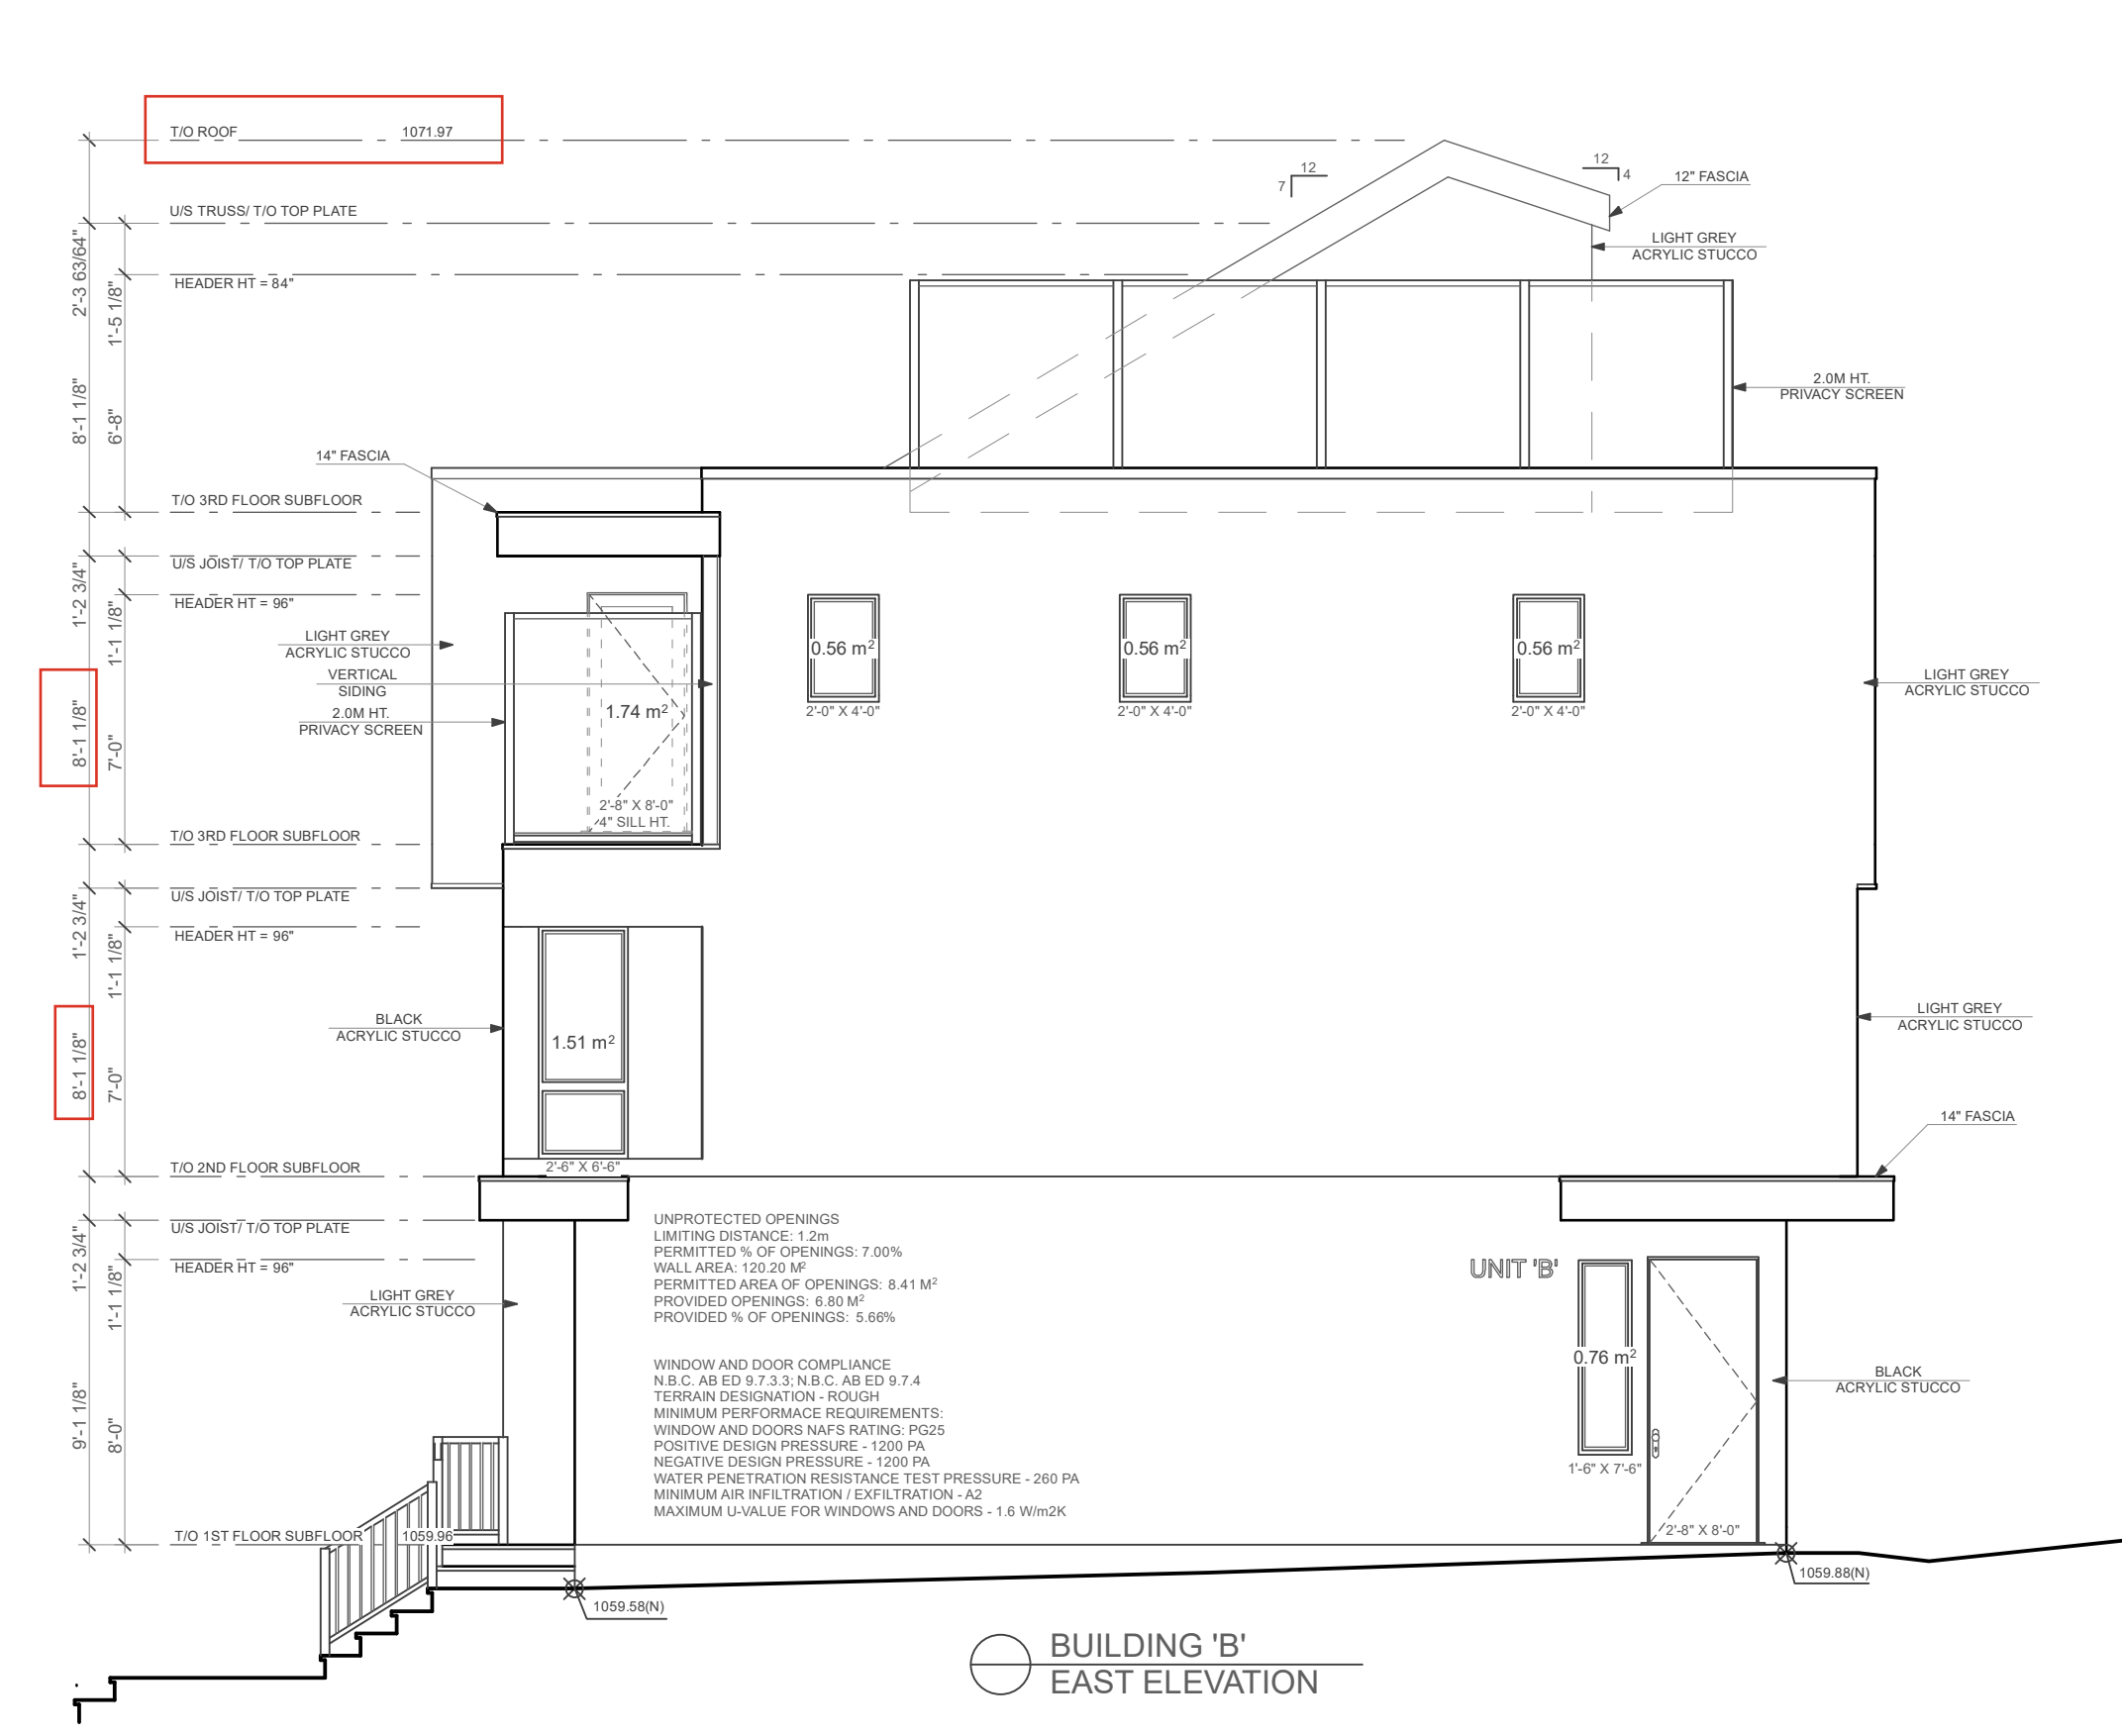 T/O ROOF 1071.97
12
7
12
4
12" FASCIA
U/S TRUSS/ T/O TOP PLATE
LIGHT GREY
ACRYLIC STUCCO
HEADER HT = 84"
2'-3 63/64"
1'-5 1/8"
8'-1 1/8"
6'-8"
2.0M HT.
PRIVACY SCREEN
14" FASCIA
T/O 3RD FLOOR SUBFLOOR
U/S JOIST/ T/O TOP PLATE
HEADER HT = 96"
1'-2 3/4"
1'-1 1/8"
LIGHT GREY
ACRYLIC STUCCO
VERTICAL
SIDING
2.0M HT.
PRIVACY SCREEN
8'-1 1/8"
7'-0"
1.74 m²
2'-8" X 8'-0"
4" SILL HT.
0.56 m²
2'-0" X 4'-0"
0.56 m²
2'-0" X 4'-0"
0.56 m²
2'-0" X 4'-0"
LIGHT GREY
ACRYLIC STUCCO
T/O 3RD FLOOR SUBFLOOR
U/S JOIST/ T/O TOP PLATE
HEADER HT = 96"
1'-2 3/4"
1'-1 1/8"
BLACK
ACRYLIC STUCCO
8'-1 1/8"
7'-0"
1.51 m²
2'-6" X 6'-6"
LIGHT GREY
ACRYLIC STUCCO
14" FASCIA
T/O 2ND FLOOR SUBFLOOR
U/S JOIST/ T/O TOP PLATE
HEADER HT = 96"
1'-2 3/4"
1'-1 1/8"
LIGHT GREY
ACRYLIC STUCCO
9'-1 1/8"
8'-0"
UNPROTECTED OPENINGS
LIMITING DISTANCE: 1.2m
PERMITTED % OF OPENINGS: 7.00%
WALL AREA: 120.20 M²
PERMITTED AREA OF OPENINGS: 8.41 M²
PROVIDED OPENINGS: 6.80 M²
PROVIDED % OF OPENINGS: 5.66%
WINDOW AND DOOR COMPLIANCE
N.B.C. AB ED 9.7.3.3; N.B.C. AB ED 9.7.4
TERRAIN DESIGNATION - ROUGH
MINIMUM PERFORMACE REQUIREMENTS:
WINDOW AND DOORS NAFS RATING: PG25
POSITIVE DESIGN PRESSURE - 1200 PA
NEGATIVE DESIGN PRESSURE - 1200 PA
WATER PENETRATION RESISTANCE TEST PRESSURE - 260 PA
MINIMUM AIR INFILTRATION / EXFILTRATION - A2
MAXIMUM U-VALUE FOR WINDOWS AND DOORS - 1.6 W/m2K
UNIT 'B'
0.76 m²
1'-6" X 7'-6"
2'-8" X 8'-0"
BLACK
ACRYLIC STUCCO
T/O 1ST FLOOR SUBFLOOR 1059.96
1059.58(N)
1059.88(N)
BUILDING 'B'
EAST ELEVATION